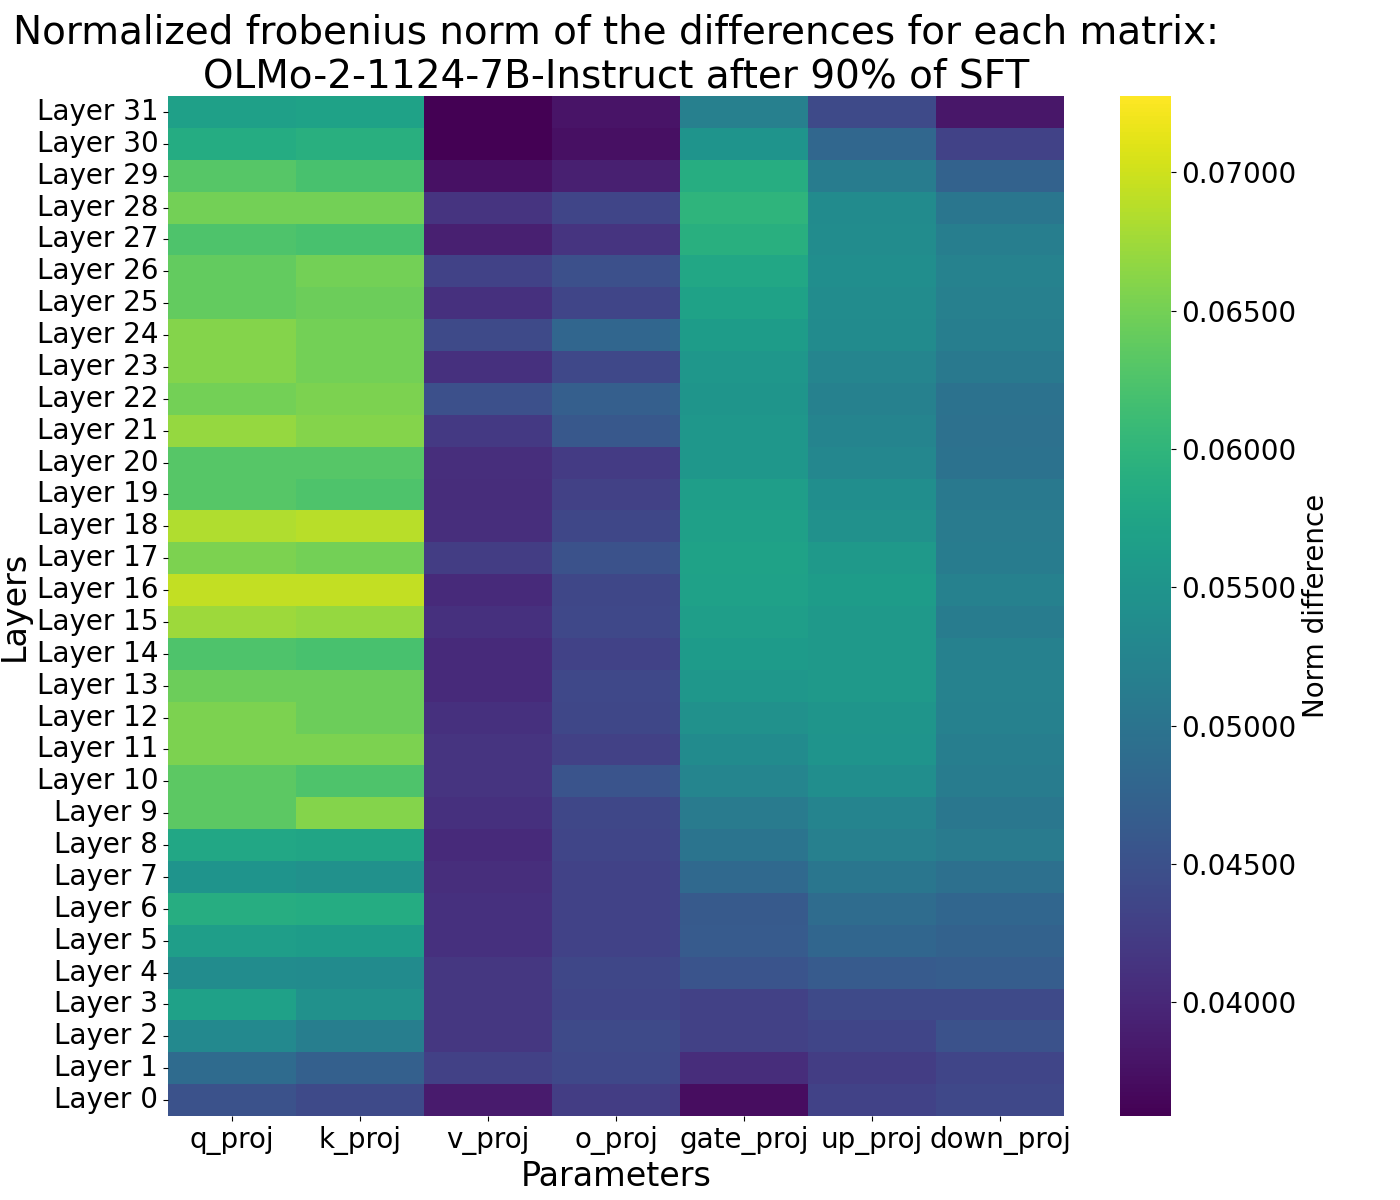 Normalized frobenius norm of the differences for each matrix:
OLMo-2-1124-7B-Instruct after 90% of SFT
Layer 31
Layer 30
Layer 29
Layer 28
Layer 27
Layer 26
Layer 25
Layer 24
Layer 23
Layer 22
Layer 21
Layer 20
Layer 19
Layer 18
Layer 17
Layer 16
Layer 15
Layer 14
Layer 13
Layer 12
Layer 11
Layer 10
Layer 9
Layer 8
Layer 7
Layer 6
Layer 5
Layer 4
Layer 3
Layer 2
Layer 1
Layer 0
Layers
q_proj k_proj v_proj o_proj gate_proj up_proj down_proj
Parameters
0.07000
0.06500
0.06000
0.05500
0.05000
0.04500
0.04000
Norm difference